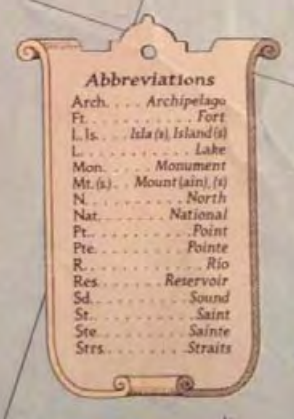 Abbreviations
Arch. . . . . Archipelago
Ft. . . . . . . . . . . Fort
I., Is. . . . . Isla (s), Island (s)
L. . . . . . . . . . . . Lake
Mon. . . . . . Monument
Mt. (s.) . . Mount(ain), (s)
N. . . . . . . . . . . North
Nat. . . . . . . . National
Pt. . . . . . . . . . . Point
Pte. . . . . . . . . Pointe
R. . . . . . . . . . . . . Rio
Res. . . . . . . Reservoir
Sd. . . . . . . . . . Sound
St. . . . . . . . . . . Saint
Ste. . . . . . . . . Sainte
Strs. . . . . . . . . Straits